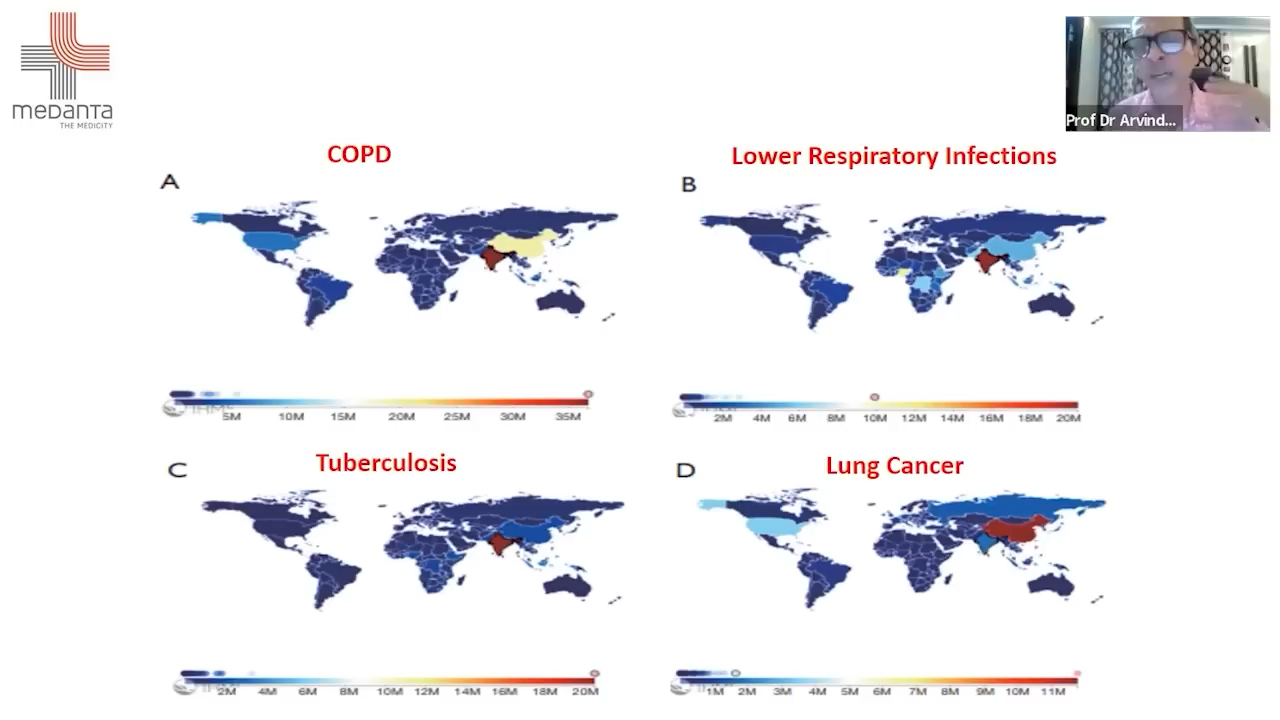 medanta
THE MEDICITY
Prof Dr Arvind...
COPD
A
Lower Respiratory Infections
B
5M 10M 15M 20M 25M 30M 35M
2M 4M 6M 8M 10M 12M 14M 16M 18M 20M
Tuberculosis
C
Lung Cancer
D
2M 4M 6M 8M 10M 12M 14M 16M 18M 20M
1M 2M 3M 4M 5M 6M 7M 8M 9M 10M 11M